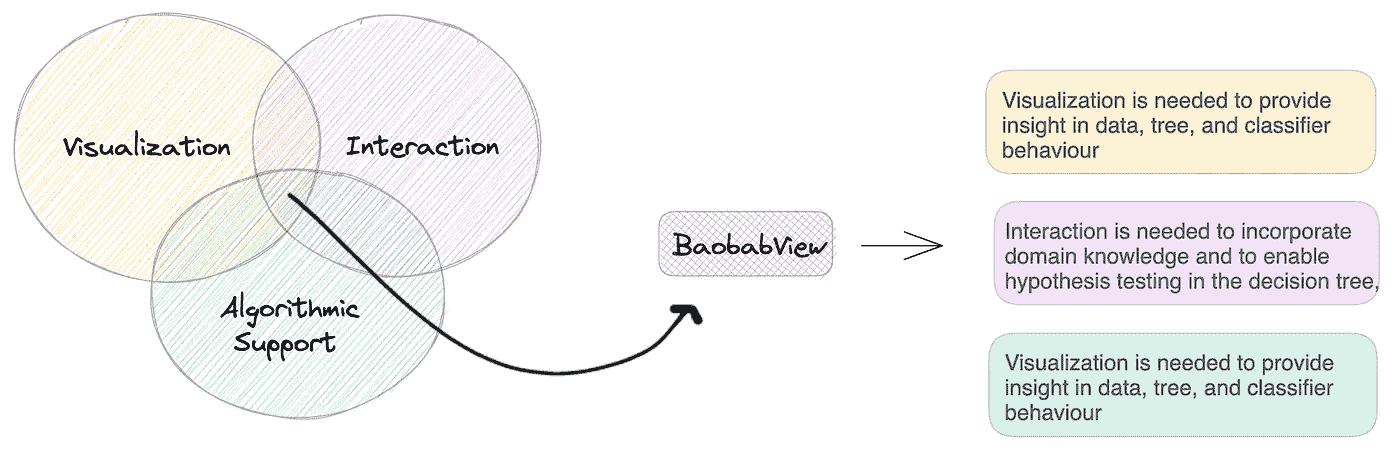 Visualization
Interaction
Algorithmic
Support
BaobabView
Visualization is needed to provide
insight in data, tree, and classifier
behaviour
Interaction is needed to incorporate
domain knowledge and to enable
hypothesis testing in the decision tree,
Visualization is needed to provide
insight in data, tree, and classifier
behaviour